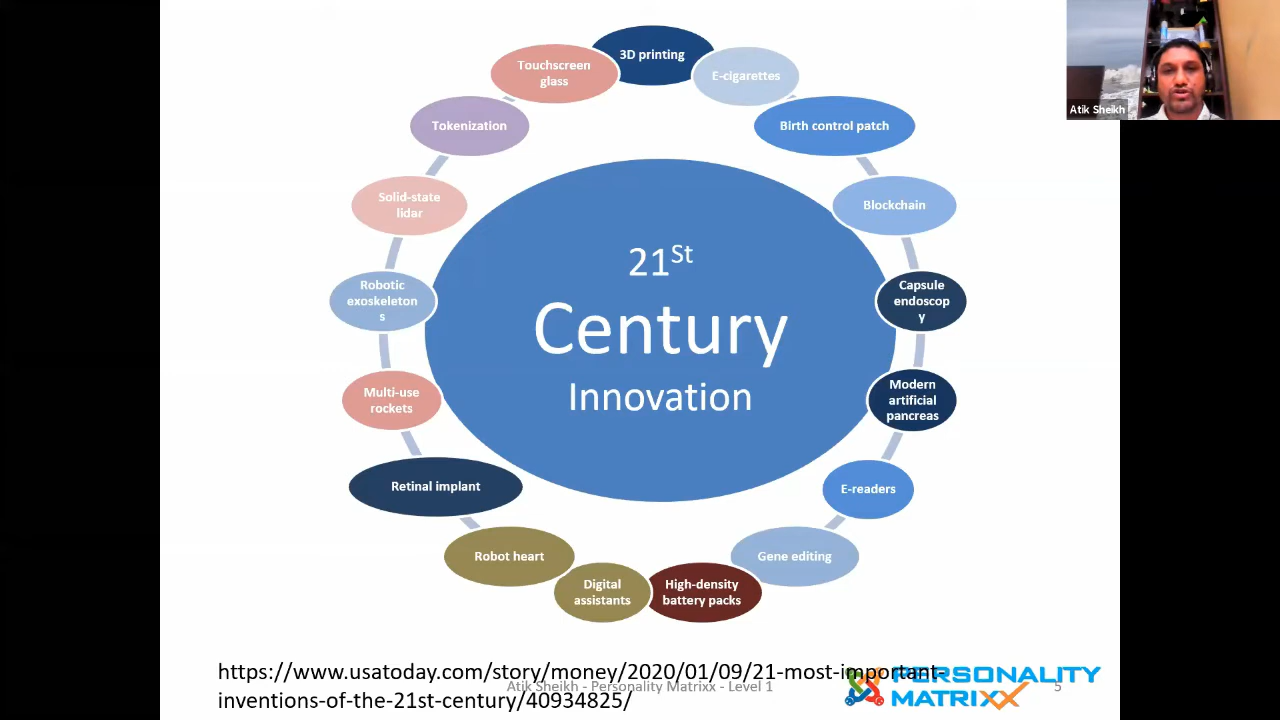 3D printing
E-cigarettes
Birth control patch
Blockchain
Capsule
endoscop
y
Modern
artificial
pancreas
E-readers
Gene editing
High-density
battery packs
Digital
assistants
Robot heart
Retinal implant
Multi-use
rockets
Robotic
exoskeleton
s
Solid-state
lidar
Tokenization
Touchscreen
glass
21St
Century
Innovation
Atik Sheikh
https://www.usatoday.com/story/money/2020/01/09/21-most-important-
inventions-of-the-21st-century/40934825/
Atik Sheikh - Personality Matrixx - Level 1
5
PERSONALITY
MATRIXX